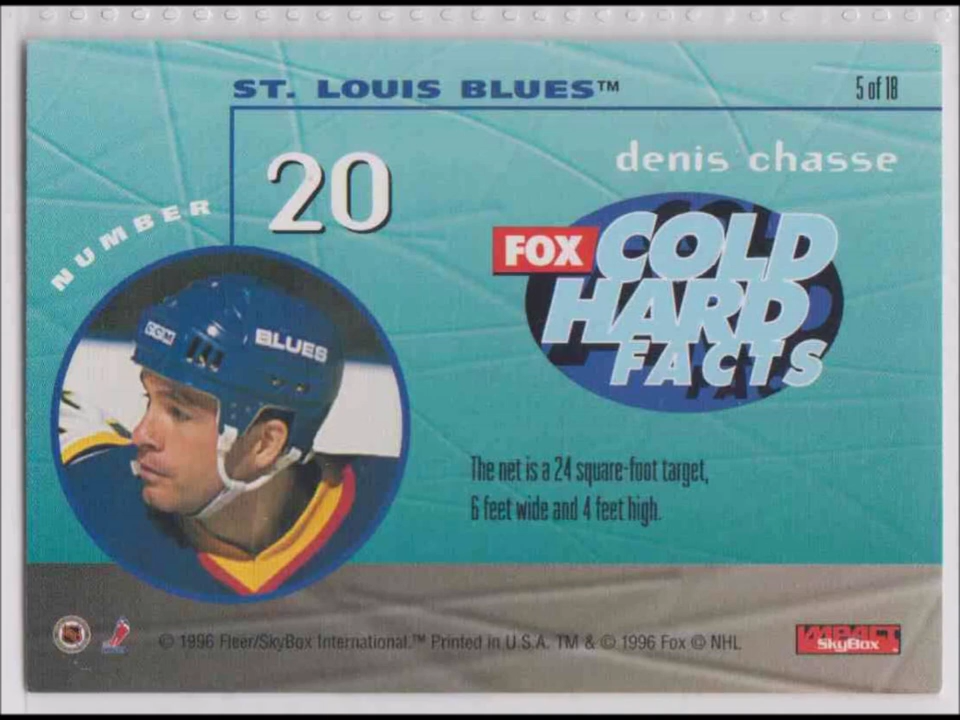 ST. LOUIS BLUES™
5 of 18
NUMBER
20
denis chasse
FOX COLD
HARD
FACTS
CCM
BLUES
The net is a 24 square-foot target,
6 feet wide and 4 feet high.
© 1996 Fleer/SkyBox International.™ Printed in U.S.A. TM & © 1996 Fox © NHL
IMPACT
SkyBox